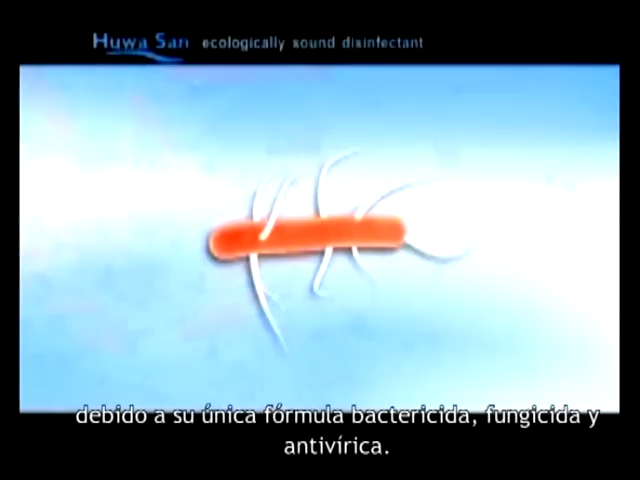 Huwa San ecologically sound disinfectant
debido a su única fórmula bactericida, fungicida y
antivírica.